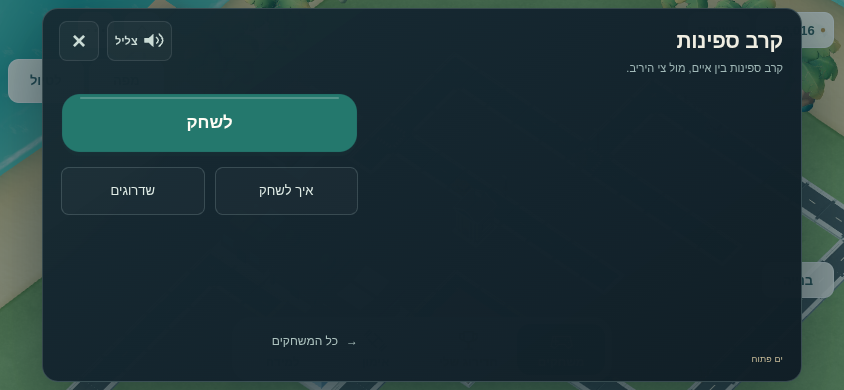 קרב ספינות
קרב ספינות בין איים, מול צי היריב.
צליל
לשחק
איך לשחק
שדרוגים
→ כל המשחקים
ים פתוח
16